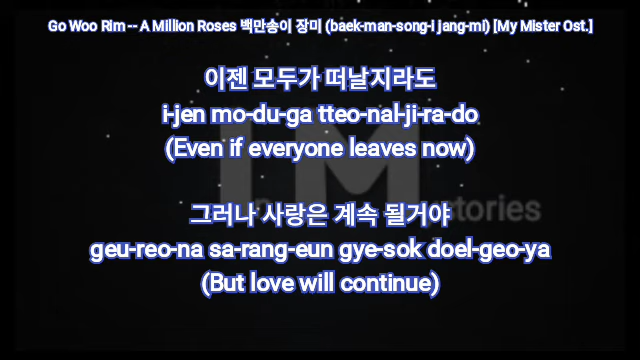 Go Woo Rim -- A Million Roses 백만송이 장미 (baek-man-song-i jang-mi) [My Mister Ost.]
이젠 모두가 떠날지라도
i-jen mo-du-ga tteo-nal-ji-ra-do
(Even if everyone leaves now)
그러나 사랑은 계속 될거야
geu-reo-na sa-rang-eun gye-sok doel-geo-ya
(But love will continue)